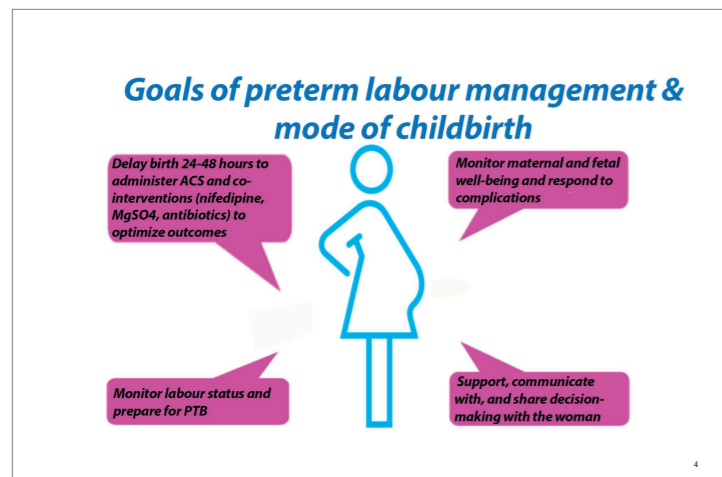 Goals of preterm labour management &
mode of childbirth
Delay birth 24-48 hours to
administer ACS and co-
interventions (nifedipine,
MgSO4, antibiotics) to
optimize outcomes
Monitor maternal and fetal
well-being and respond to
complications
Monitor labour status and
prepare for PTB
Support, communicate
with, and share decision-
making with the woman
4